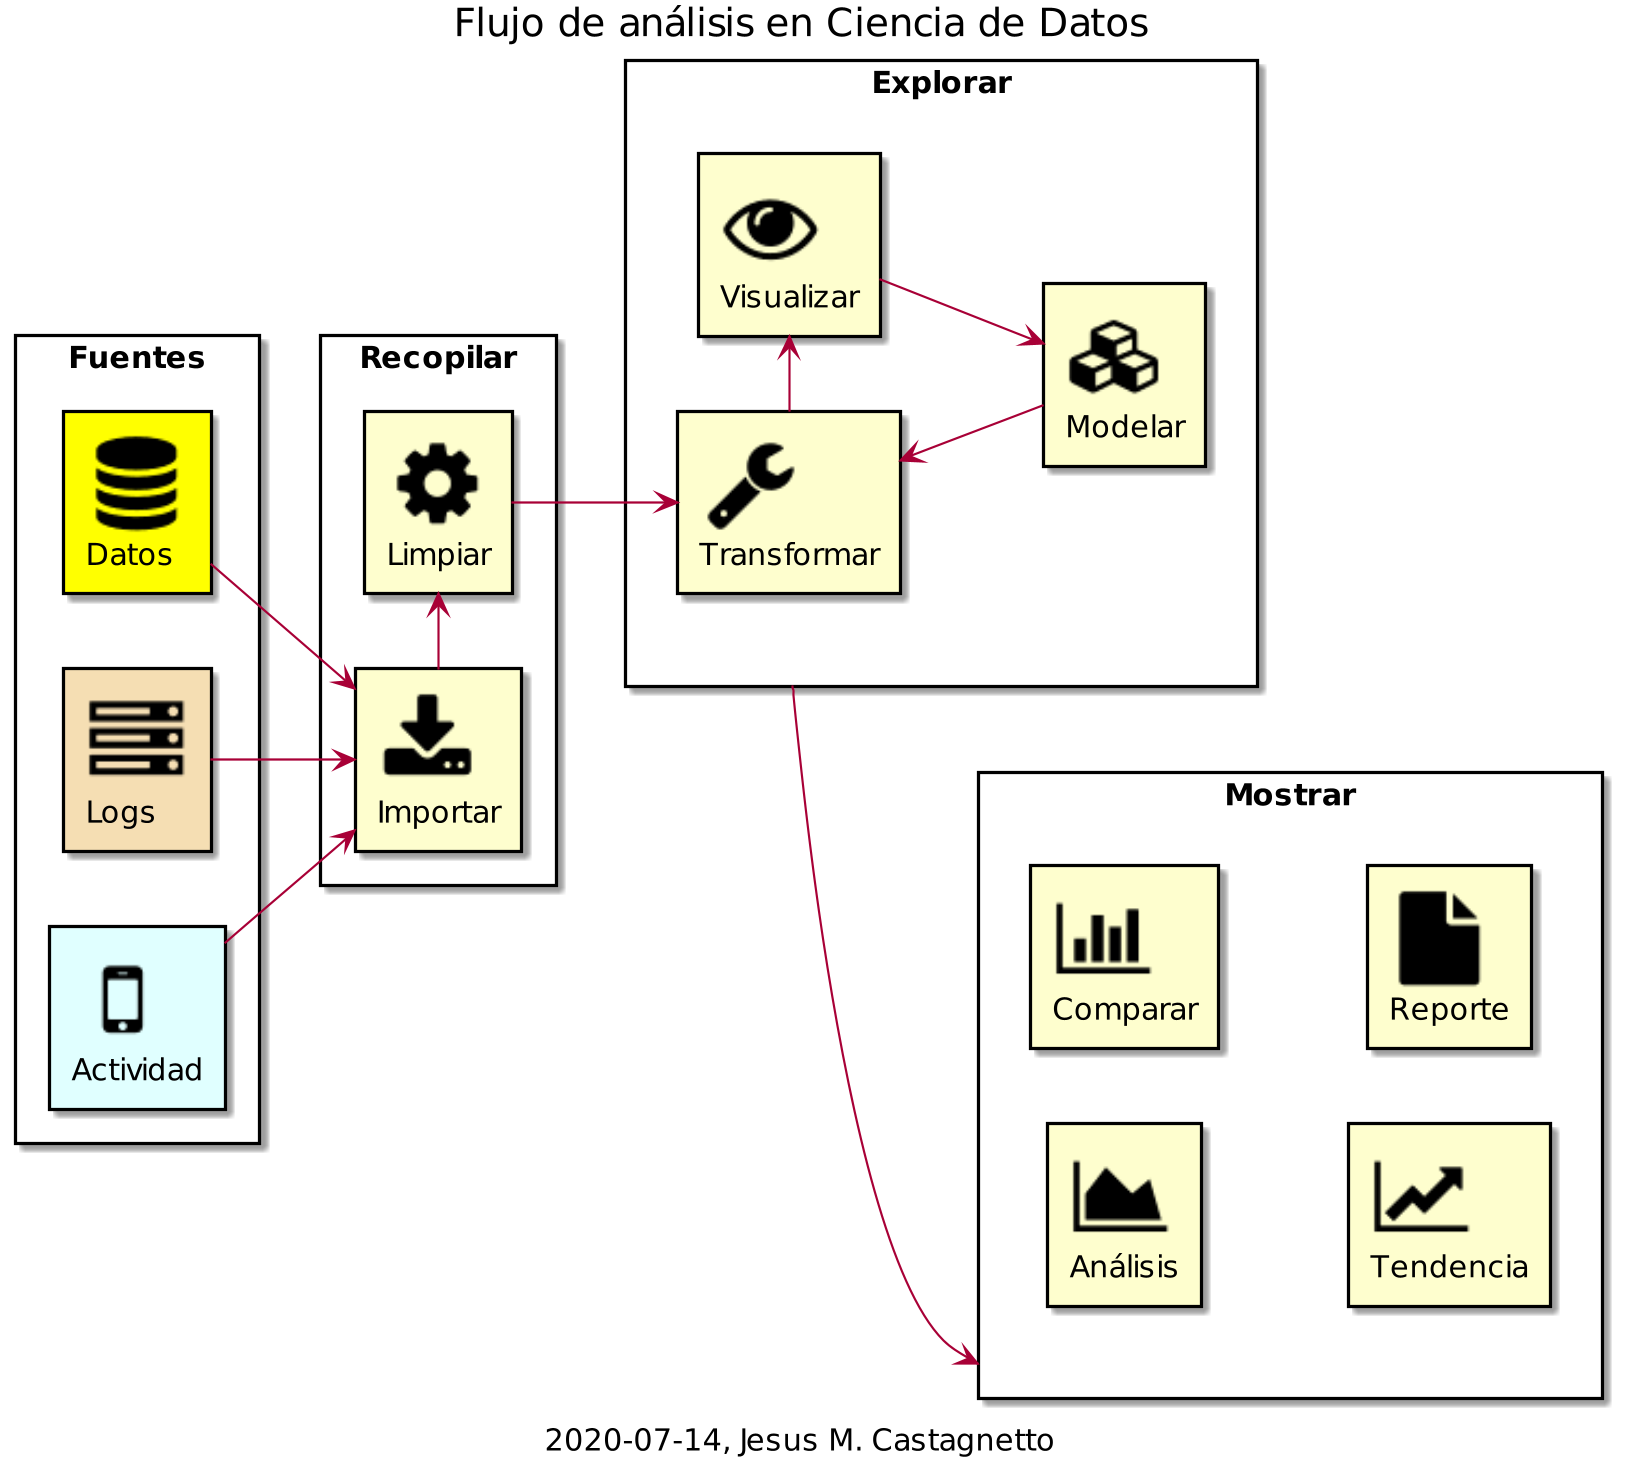 Flujo de análisis en Ciencia de Datos
Fuentes
Datos
Logs
Actividad
Recopilar
Limpiar
Importar
Explorar
Visualizar
Modelar
Transformar
Mostrar
Comparar
Reporte
Análisis
Tendencia
2020-07-14, Jesus M. Castagnetto